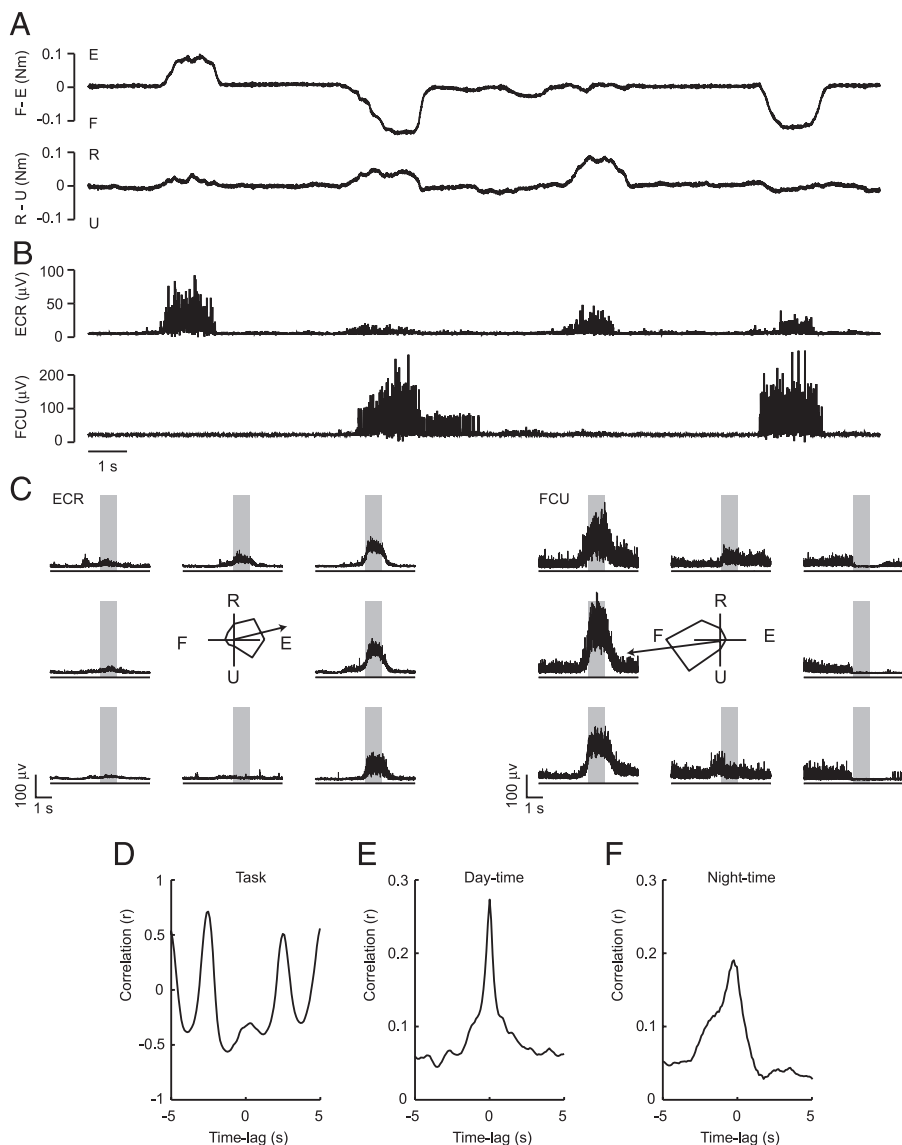 A
F- E (Nm)
0.1
0
-0.1
E
F
R - U (Nm)
0.1
0
-0.1
R
U
B
ECR (µV)
100
50
0
FCU (µV)
200
100
0
1 s
C
ECR
R
F
E
U
100 µv
1 s
FCU
R
F
E
U
100 µv
1 s
D
Task
Correlation (r)
1
0.5
0
-0.5
-1
-5
0
5
Time-lag (s)
E
Day-time
Correlation (r)
0.3
0.2
0.1
0
-5
0
5
Time-lag (s)
F
Night-time
Correlation (r)
0.3
0.2
0.1
0
-5
0
5
Time-lag (s)